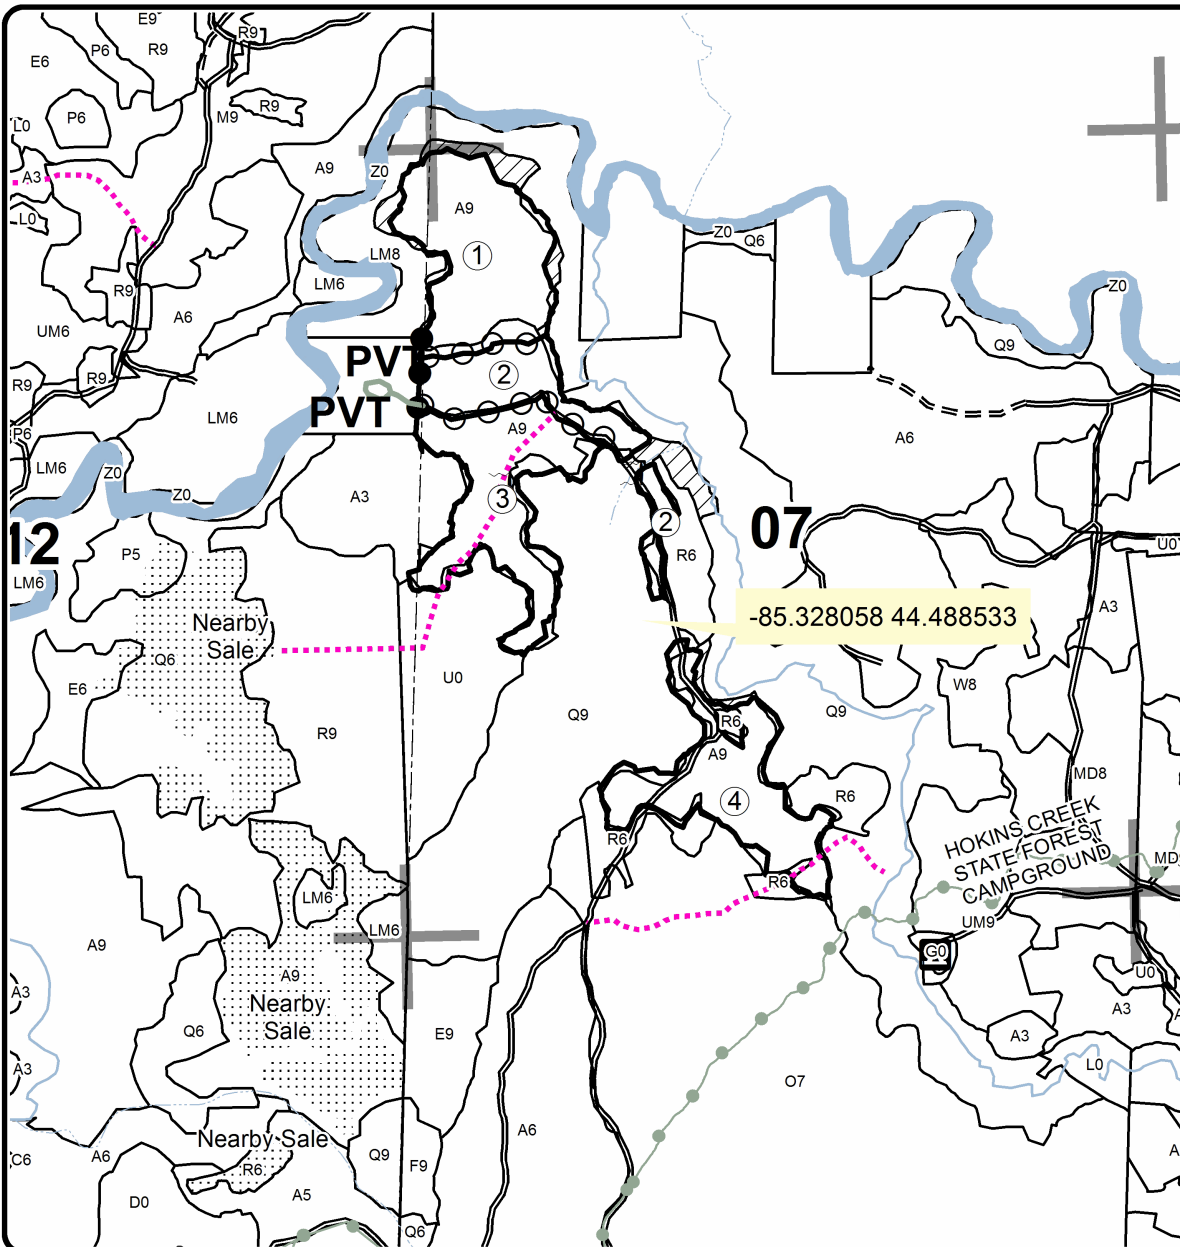 E9
R9
P6
R9
E6
R9
P6
M9
L0
A9
Z0
A3
A9
L0
Z0
Q6
1
LM8
LM6
Z0
R9
A6
UM6
Q9
PVT
2
R9
R9
PVT
LM6
A9
P6
A6
LM6
Z0
Z0
A3
3
2
07
12
U0
P5
R6
LM6
A3
-85.328058 44.488533
Nearby
Sale
Q6
U0
W8
E6
Q9
R6
Q9
R9
A9
MD8
R6
4
HOKINS CREEK
STATE FOREST
CAMPGROUND
R6
MD
R6
LM6
UM9
LM6
A9
G0
A9
U0
A3
Nearby
Sale
A3
Q6
E9
A3
A3
L0
O7
A6
Nearby Sale
A6
C6
R6
Q9
F9
A5
D0
Q6